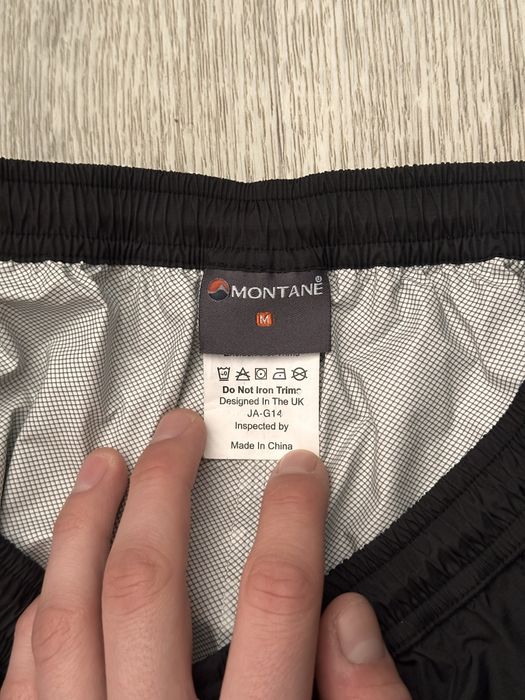 MONTANE®
M
Do Not Iron Trims
Designed In The UK
JA-G14
Inspected by
Made In China